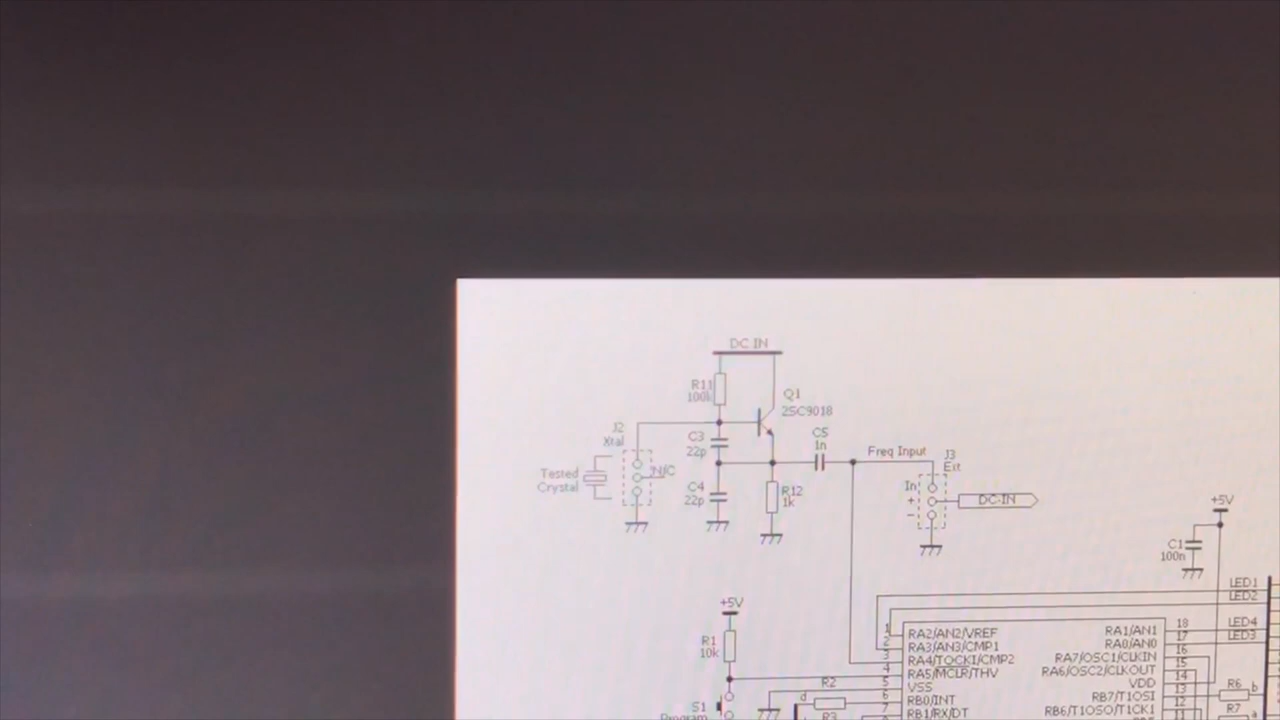 DC IN
R11
100k
Q1
2SC9018
J2
Xtal
C3
22p
C5
1n
N/C
Freq Input
J3
Ext
Tested
Crystal
C4
22p
R12
1k
In
+
−
DC-IN
+5V
C1
100n
+5V
LED1
LED2
R1
10k
1
RA2/AN2/VREF
RA1/AN1
18
LED4
2
RA3/AN3/CMP1
RA0/AN0
17
LED3
3
RA4/TOCKI/CMP2
RA7/OSC1/CLKIN
16
4
RA5/MCLR/THV
RA6/OSC2/CLKOUT
15
5
VSS
VDD
14
R2
6
RB0/INT
RB7/T1OSI
13
R6
d
b
S1
Program
R3
7
RB1/RX/DT
RB6/T1OSO/T1CK1
12
R7
a
11